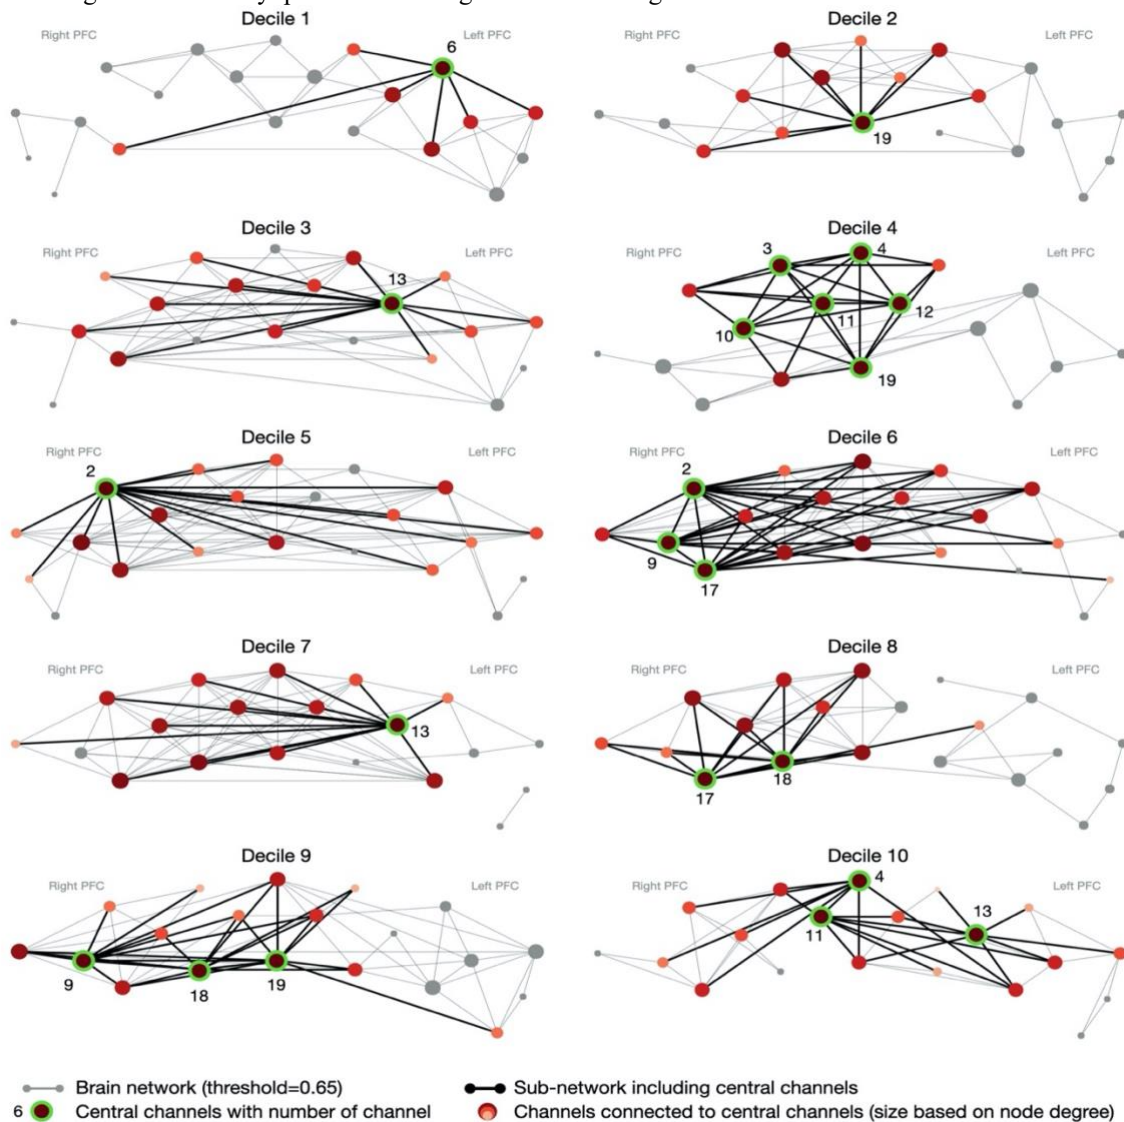 Decile 1
Decile 2
Right PFC
Left PFC
Right PFC
Left PFC
6
19
Decile 3
Decile 4
Right PFC
Left PFC
Right PFC
Left PFC
13
3
4
10
11
12
19
Decile 5
Decile 6
Right PFC
Left PFC
Right PFC
Left PFC
2
2
9
17
Decile 7
Decile 8
Right PFC
Left PFC
Right PFC
Left PFC
13
17
18
Decile 9
Decile 10
Right PFC
Left PFC
Right PFC
Left PFC
9
18
19
4
11
13
Brain network (threshold=0.65)
Sub-network including central channels
6 Central channels with number of channel
Channels connected to central channels (size based on node degree)